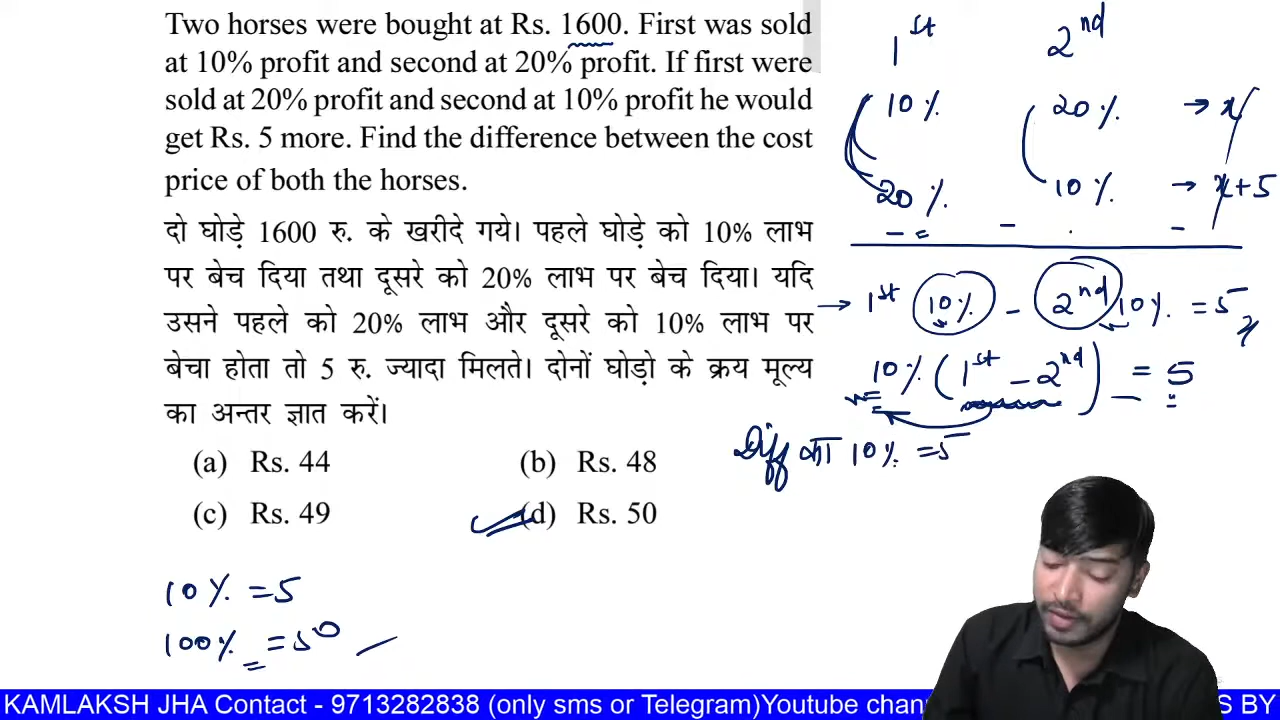 Two horses were bought at Rs. 1600. First was sold
at 10% profit and second at 20% profit. If first were
sold at 20% profit and second at 10% profit he would
get Rs. 5 more. Find the difference between the cost
price of both the horses.
दो घोड़े 1600 रु. के खरीदे गये। पहले घोड़े को 10% लाभ
पर बेच दिया तथा दूसरे को 20% लाभ पर बेच दिया। यदि
उसने पहले को 20% लाभ और दूसरे को 10% लाभ पर
बेचा होता तो 5 रु. ज्यादा मिलते। दोनों घोड़ो के क्रय मूल्य
का अन्तर ज्ञात करें।
(a) Rs. 44 (b) Rs. 48
(c) Rs. 49 (d) Rs. 50
10% = 5
100% = 50
1st 2nd
10% 20% → x
20% 10% → x+5
→ 1st 10% - 2nd 10% = 5
10% (1st - 2nd) = 5
Diff का 10% = 5
KAMLAKSH JHA Contact - 9713282838 (only sms or Telegram)Youtube chan
S BY